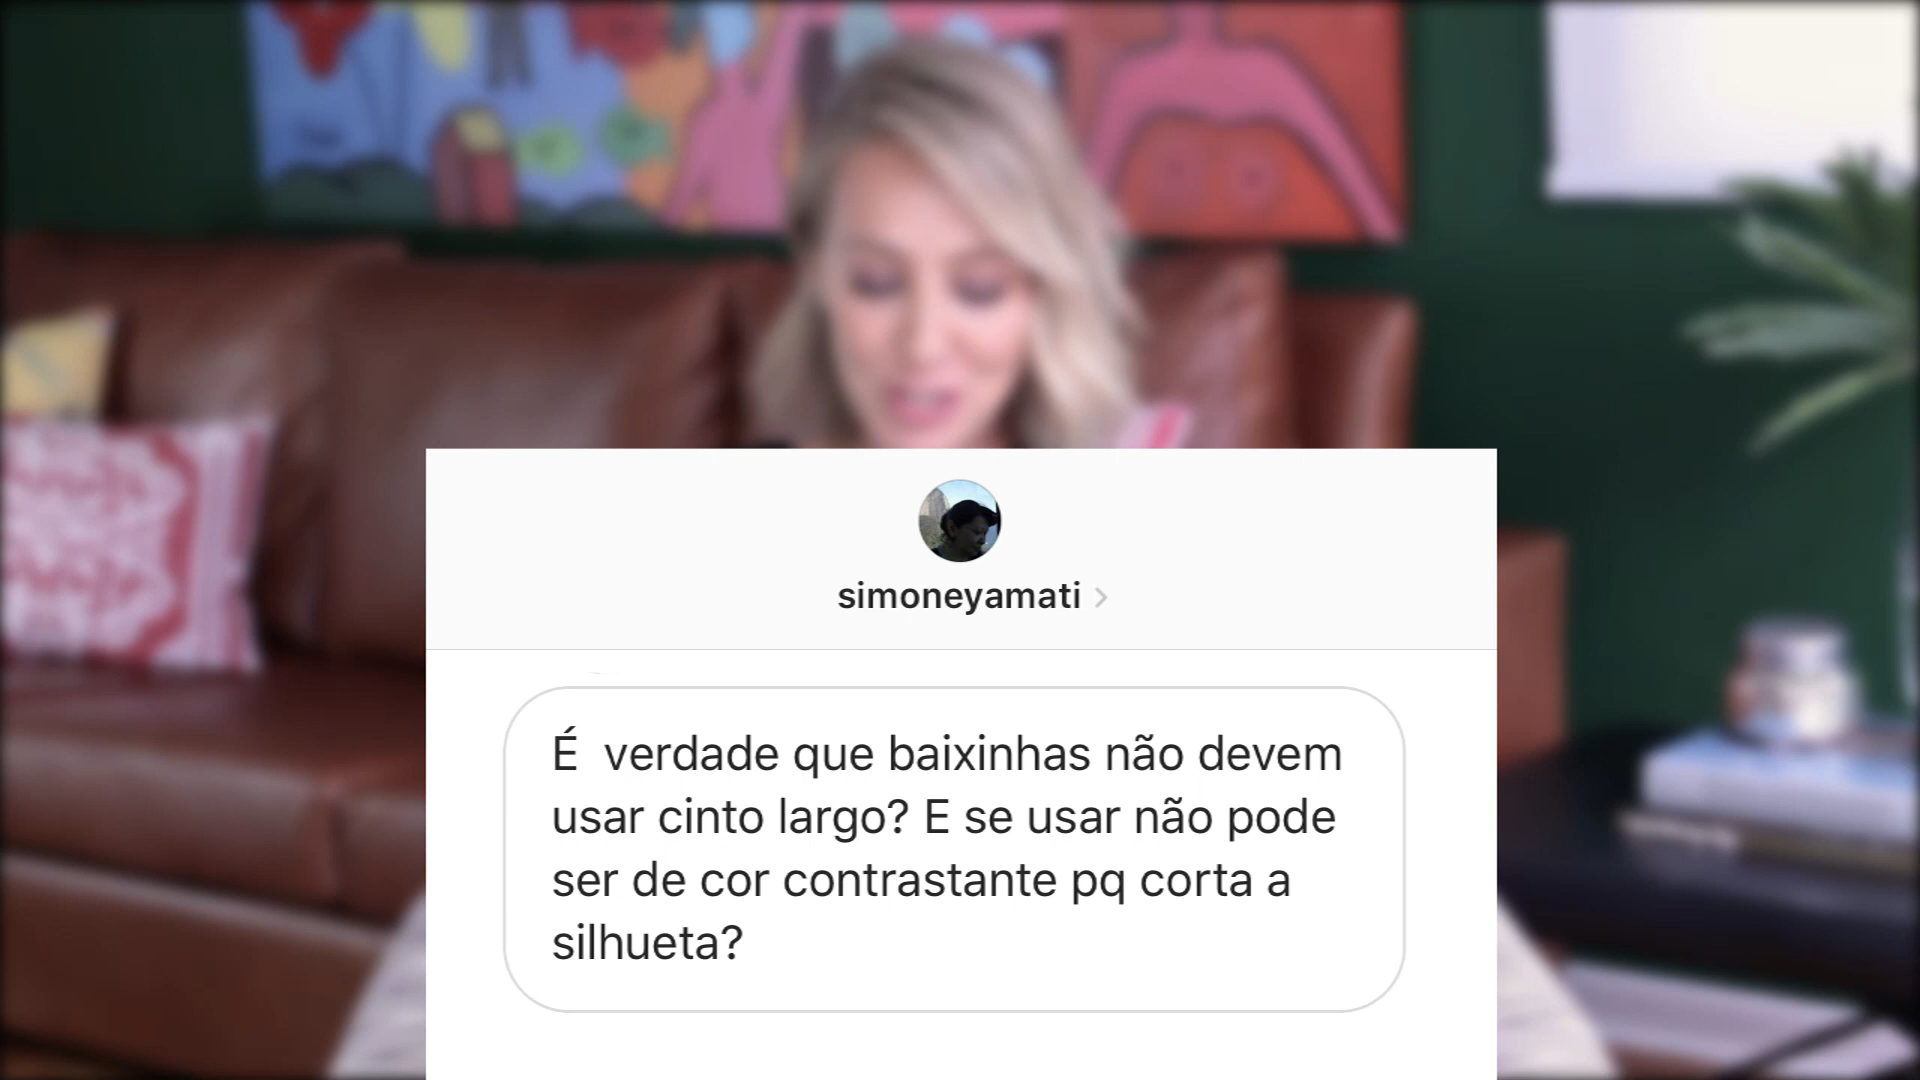 simoneyamati
É verdade que baixinhas não devem
usar cinto largo? E se usar não pode
ser de cor contrastante pq corta a
silhueta?